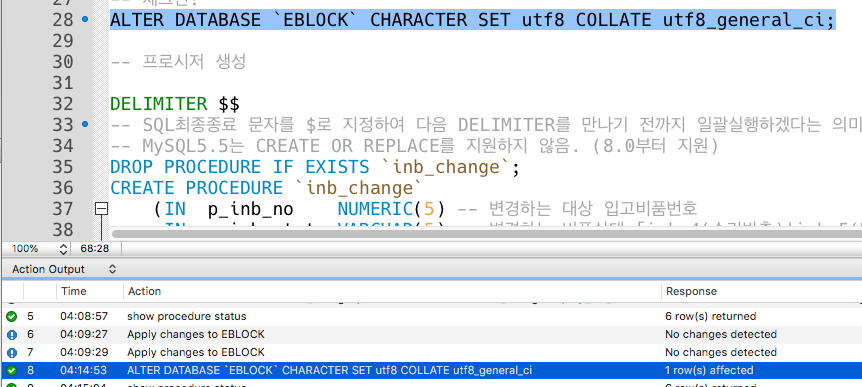 28 ALTER DATABASE `EBLOCK` CHARACTER SET utf8 COLLATE utf8_general_ci;
29
30 -- 프로시저 생성
31
32 DELIMITER $$
33 -- SQL최종종료 문자를 $로 지정하여 다음 DELIMITER를 만나기 전까지 일괄실행하겠다는 의미
34 -- MySQL5.5는 CREATE OR REPLACE를 지원하지 않음. (8.0부터 지원)
35 DROP PROCEDURE IF EXISTS `inb_change`;
36 CREATE PROCEDURE `inb_change`
37 (IN p_inb_no NUMERIC(5) -- 변경하는 대상 입고비품번호
38
100% 68:28
Action Output
Time Action Response
5 04:08:57 show procedure status 6 row(s) returned
6 04:09:27 Apply changes to EBLOCK No changes detected
7 04:09:29 Apply changes to EBLOCK No changes detected
8 04:14:53 ALTER DATABASE `EBLOCK` CHARACTER SET utf8 COLLATE utf8_general_ci 1 row(s) affected